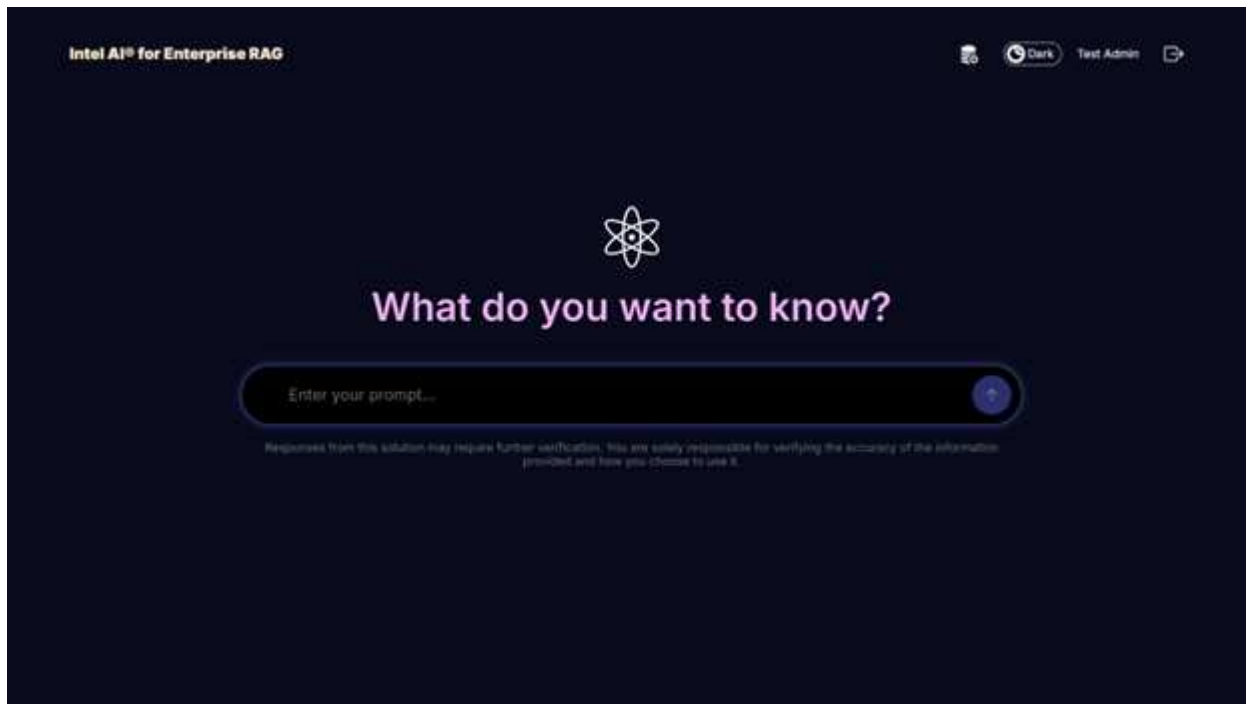 Intel AI® for Enterprise RAG
Dark
Test Admin
What do you want to know?
Enter your prompt...
Responses from this solution may require further verification. You are solely responsible for verifying the accuracy of the information
provided and how you choose to use it.